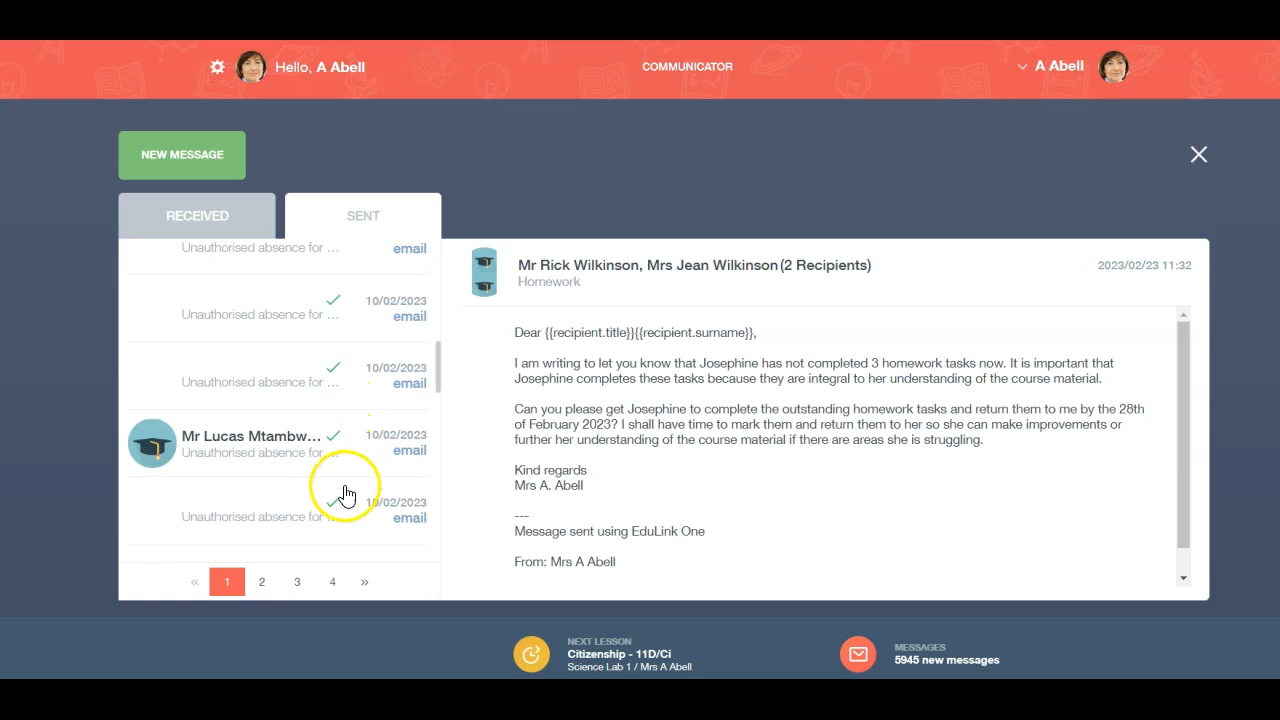 Hello, A Abell
COMMUNICATOR
A Abell
NEW MESSAGE
RECEIVED
SENT
Unauthorised absence for ...
email
10/02/2023
Unauthorised absence for ...
email
10/02/2023
Unauthorised absence for ...
email
Mr Lucas Mtambw...
10/02/2023
Unauthorised absence for ...
email
10/02/2023
Unauthorised absence for ...
email
« 1 2 3 4 »
Mr Rick Wilkinson, Mrs Jean Wilkinson (2 Recipients)
2023/02/23 11:32
Homework
Dear {{recipient.title}}{{recipient.surname}},
I am writing to let you know that Josephine has not completed 3 homework tasks now. It is important that
Josephine completes these tasks because they are integral to her understanding of the course material.
Can you please get Josephine to complete the outstanding homework tasks and return them to me by the 28th
of February 2023? I shall have time to mark them and return them to her so she can make improvements or
further her understanding of the course material if there are areas she is struggling.
Kind regards
Mrs A. Abell
---
Message sent using EduLink One
From: Mrs A Abell
NEXT LESSON
Citizenship - 11D/Ci
Science Lab 1 / Mrs A Abell
MESSAGES
5945 new messages